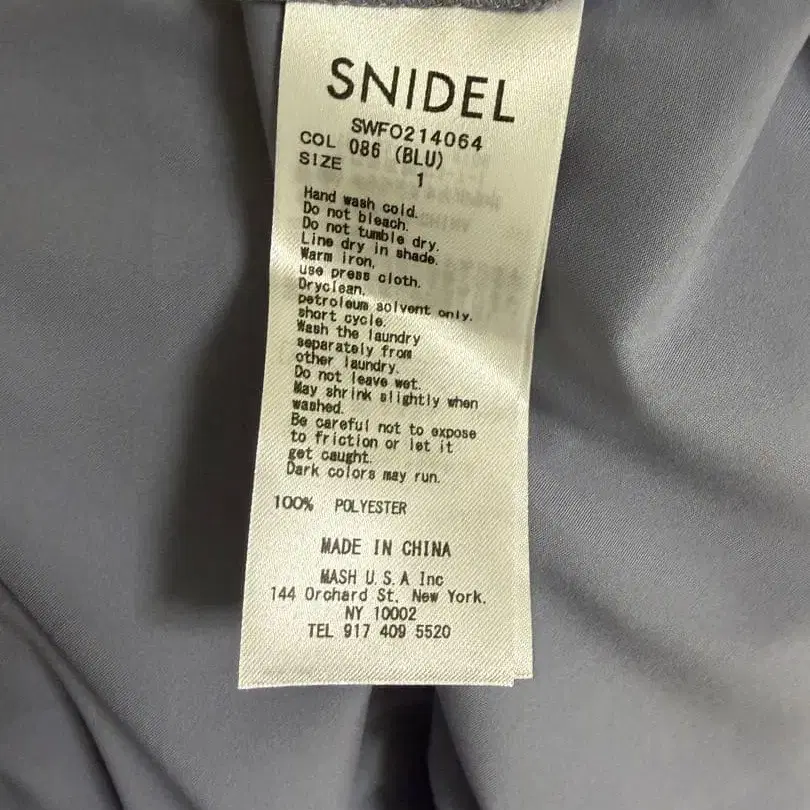 SNIDEL
SWFO214064
COL 086 (BLU)
SIZE 1
Hand wash cold.
Do not bleach.
Do not tumble dry.
Line dry in shade.
Warm iron,
use press cloth.
Dryclean,
petroleum solvent only.
short cycle.
Wash the laundry
separately from
other laundry.
Do not leave wet.
May shrink slightly when
washed.
Be careful not to expose
to friction or let it
get caught.
Dark colors may run.
100% POLYESTER
MADE IN CHINA
MASH U.S.A Inc
144 Orchard St, New York,
NY 10002
TEL 917 409 5520